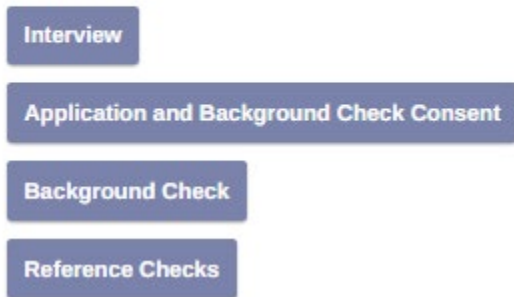 Interview
Application and Background Check Consent
Background Check
Reference Checks